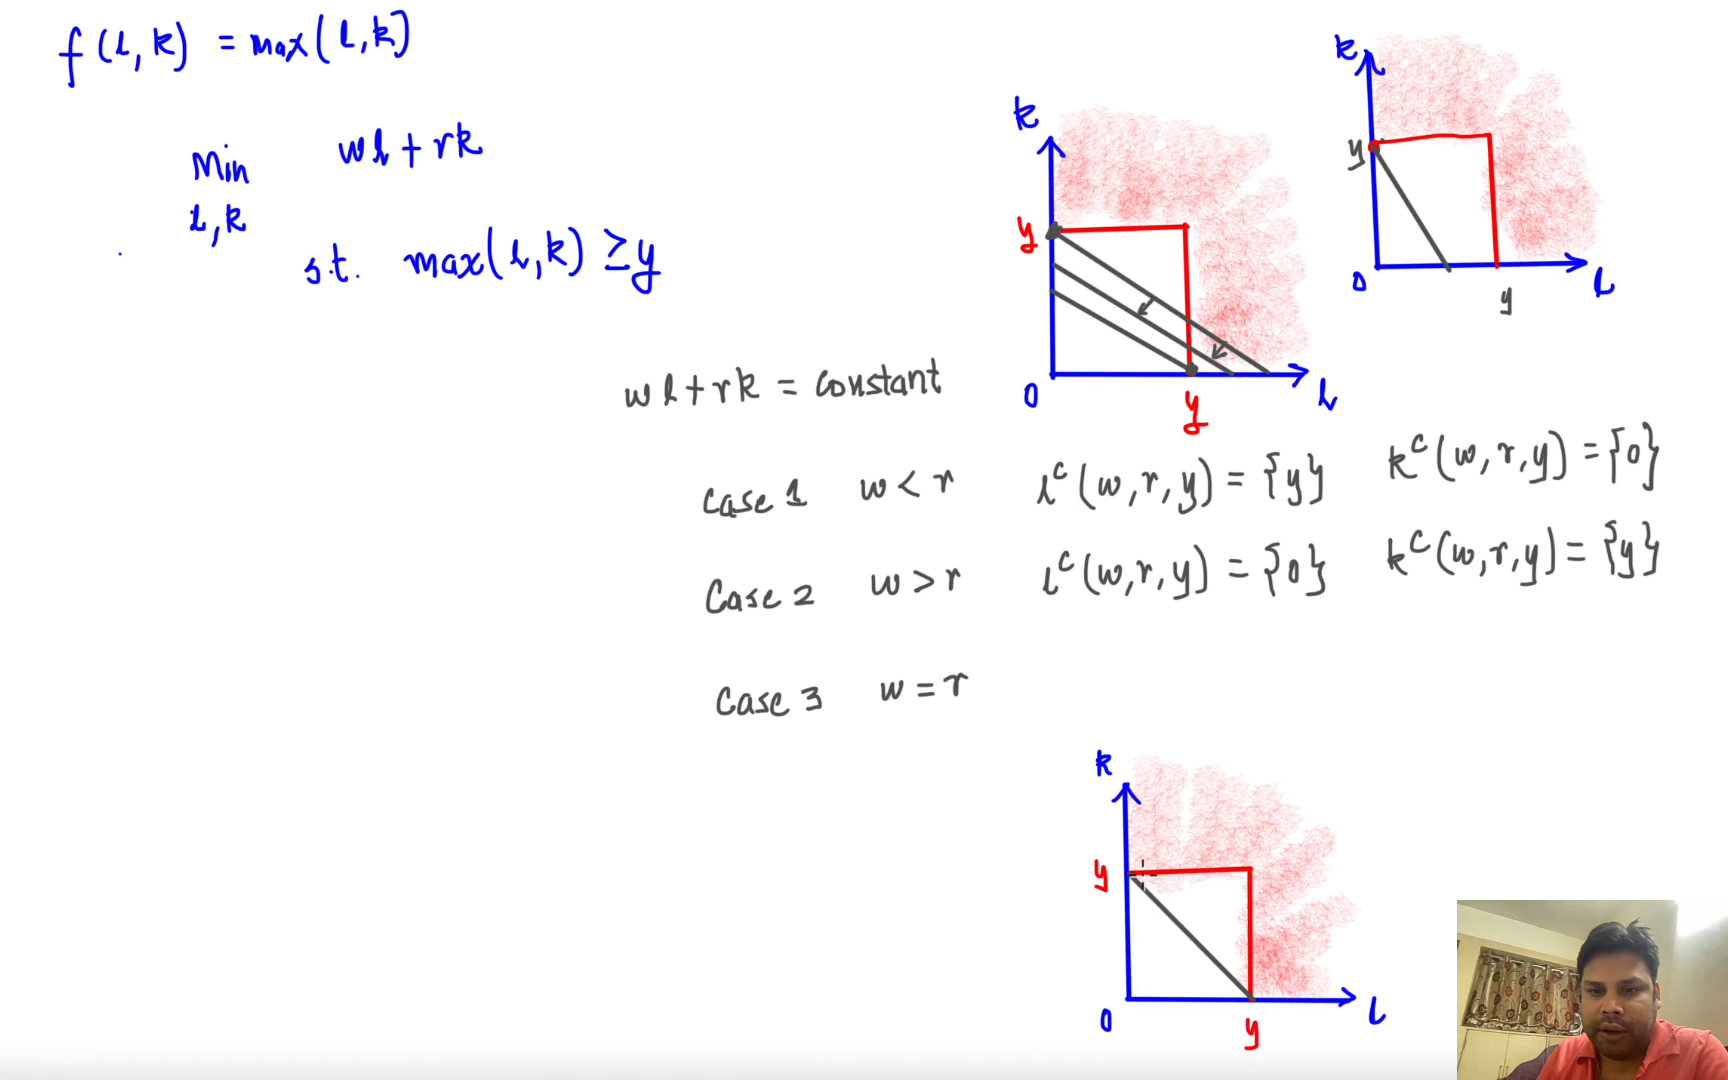 f(L,k) = max(L,k)
Min wL + rk
L,k
s.t. max(L,k) ≥ y
k
y
0
y
L
k
y
0
y
L
wL + rk = constant
Case 1 w < r L^c(w,r,y) = {y} k^c(w,r,y) = {0}
Case 2 w > r L^c(w,r,y) = {0} k^c(w,r,y) = {y}
Case 3 w = r
k
y
0
y
L